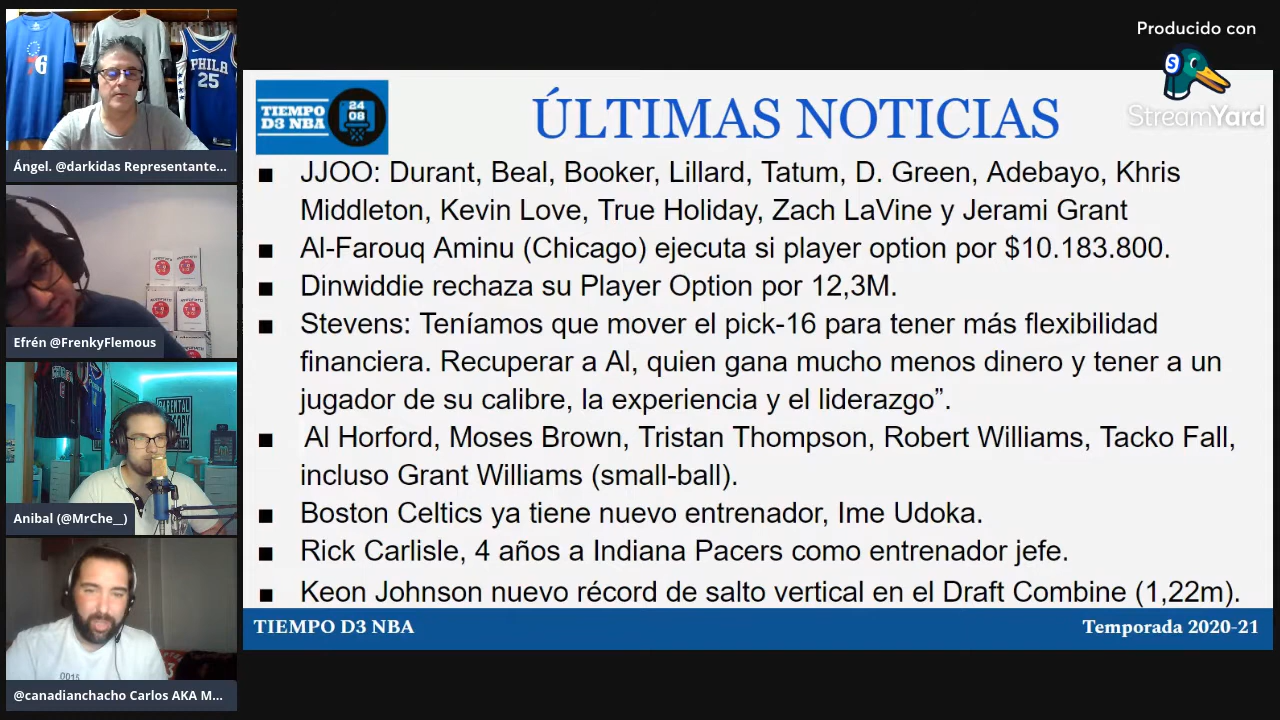 Producido con
StreamYard
TIEMPO
D3 NBA
24
08
ÚLTIMAS NOTICIAS
■ JJOO: Durant, Beal, Booker, Lillard, Tatum, D. Green, Adebayo, Khris
Middleton, Kevin Love, True Holiday, Zach LaVine y Jerami Grant
■ Al-Farouq Aminu (Chicago) ejecuta si player option por $10.183.800.
■ Dinwiddie rechaza su Player Option por 12,3M.
■ Stevens: Teníamos que mover el pick-16 para tener más flexibilidad
financiera. Recuperar a Al, quien gana mucho menos dinero y tener a un
jugador de su calibre, la experiencia y el liderazgo”.
■ Al Horford, Moses Brown, Tristan Thompson, Robert Williams, Tacko Fall,
incluso Grant Williams (small-ball).
■ Boston Celtics ya tiene nuevo entrenador, Ime Udoka.
■ Rick Carlisle, 4 años a Indiana Pacers como entrenador jefe.
■ Keon Johnson nuevo récord de salto vertical en el Draft Combine (1,22m).
TIEMPO D3 NBA
Temporada 2020-21
76
PHILA
25
Ángel. @darkidas Representante...
Efrén @FrenkyFlemous
PARENTAL
Anibal (@MrChe__)
@canadianchacho Carlos AKA M...